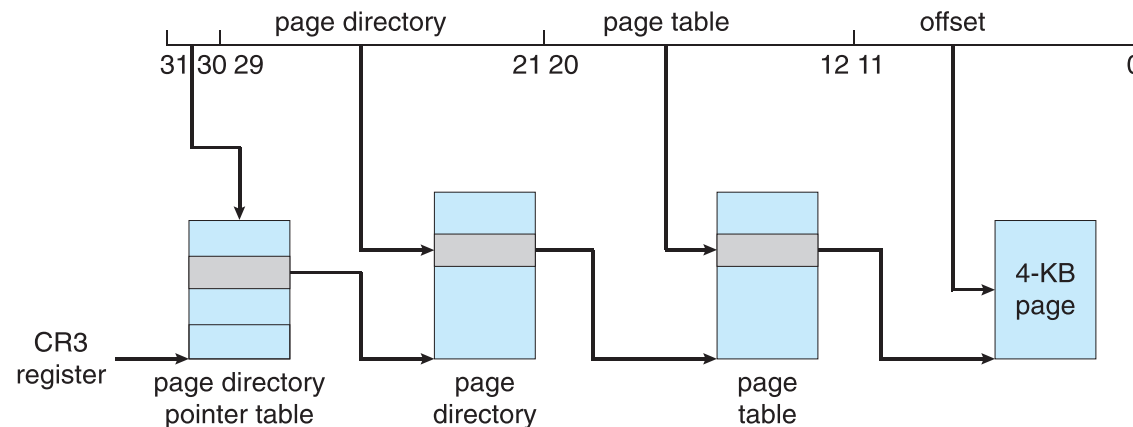 page directory page table offset
31 30 29 21 20 12 11 0
4-KB
page
CR3
register
page directory
pointer table
page
directory
page
table